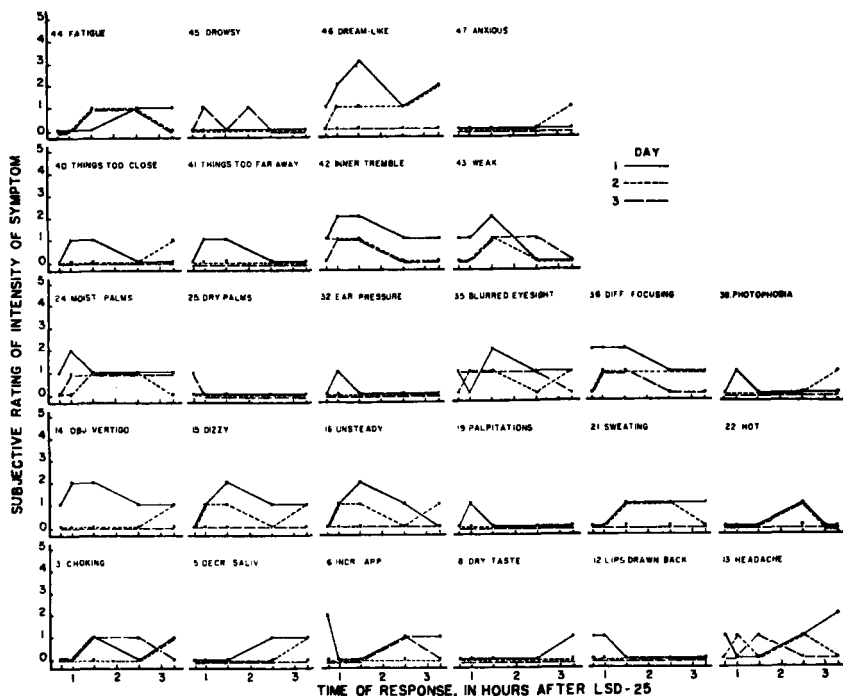 SUBJECTIVE RATING OF INTENSITY OF SYMPTOM
5 4 3 2 1 0
44 FATIGUE
45 DROWSY
46 DREAM-LIKE
47 ANXIOUS
DAY
1
2
3
5 4 3 2 1 0
40 THINGS TOO CLOSE
41 THINGS TOO FAR AWAY
42 INNER TREMBLE
43 WEAK
5 4 3 2 1 0
24 MOIST PALMS
25 DRY PALMS
32 EAR PRESSURE
35 BLURRED EYESIGHT
36 DIFF FOCUSING
38 PHOTOPHOBIA
5 4 3 2 1 0
14 OBJ VERTIGO
15 DIZZY
16 UNSTEADY
19 PALPITATIONS
21 SWEATING
22 HOT
5 4 3 2 1 0
3 CHOKING
5 DECR SALIV
6 INCR APP
8 DRY TASTE
12 LIPS DRAWN BACK
13 HEADACHE
1 2 3
1 2 3
1 2 3
1 2 3
1 2 3
1 2 3
TIME OF RESPONSE, IN HOURS AFTER LSD-25